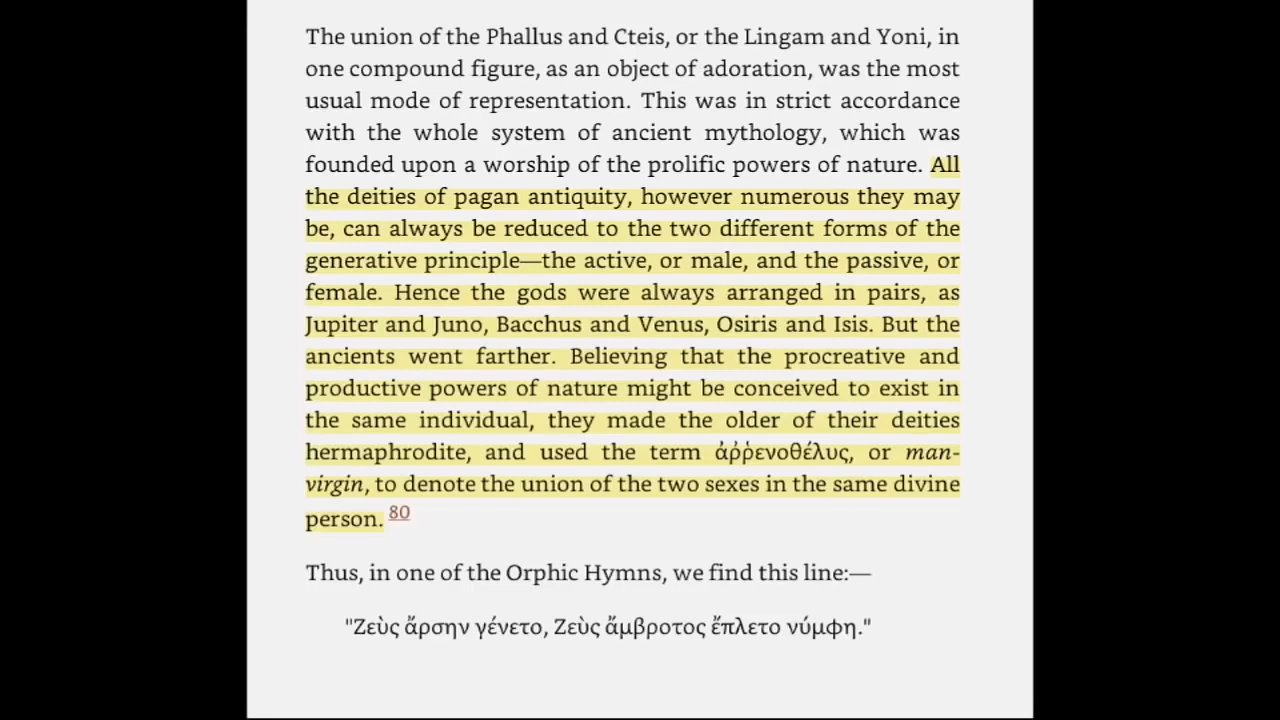 The union of the Phallus and Cteis, or the Lingam and Yoni, in
one compound figure, as an object of adoration, was the most
usual mode of representation. This was in strict accordance
with the whole system of ancient mythology, which was
founded upon a worship of the prolific powers of nature. All
the deities of pagan antiquity, however numerous they may
be, can always be reduced to the two different forms of the
generative principle—the active, or male, and the passive, or
female. Hence the gods were always arranged in pairs, as
Jupiter and Juno, Bacchus and Venus, Osiris and Isis. But the
ancients went farther. Believing that the procreative and
productive powers of nature might be conceived to exist in
the same individual, they made the older of their deities
hermaphrodite, and used the term ἀῤῥενοθέλυς, or man-
virgin, to denote the union of the two sexes in the same divine
person. 80
Thus, in one of the Orphic Hymns, we find this line:—
"Ζεὺς ἄρσην γένετο, Ζεὺς ἄμβροτος ἔπλετο νύμφη."